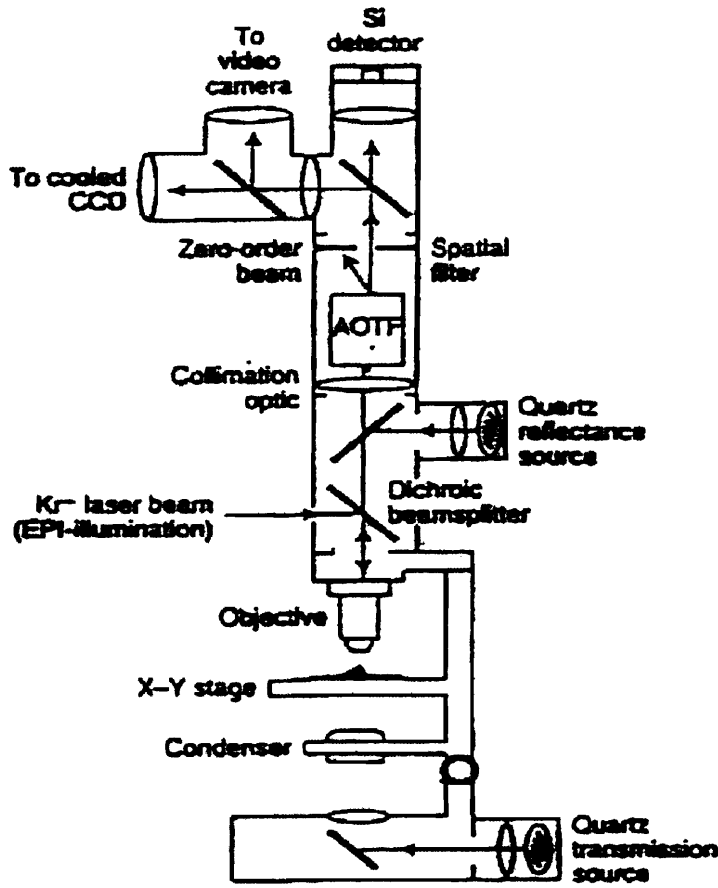 To
video
camera
Si
detector
To cooled
CCD
Zero-order
beam
Spatial
filter
AOTF
Collimation
optic
Quartz
reflectance
source
Kr⁻ laser beam
(EPI-illumination)
Dichroic
beamsplitter
Objective
X-Y stage
Condenser
Quartz
transmission
source